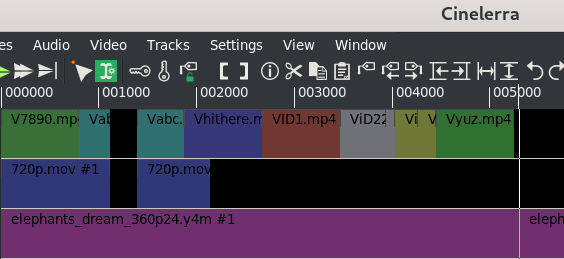 Cinelerra
es Audio Video Tracks Settings View Window
000000 001000 002000 003000 004000 005000
V7890.mp Vab Vabc. Vhithere.m VID1.mp4 ViD22 Vi V Vyuz.mp4
720p.mov #1 720p.mov
elephants_dream_360p24.y4m #1 eleph